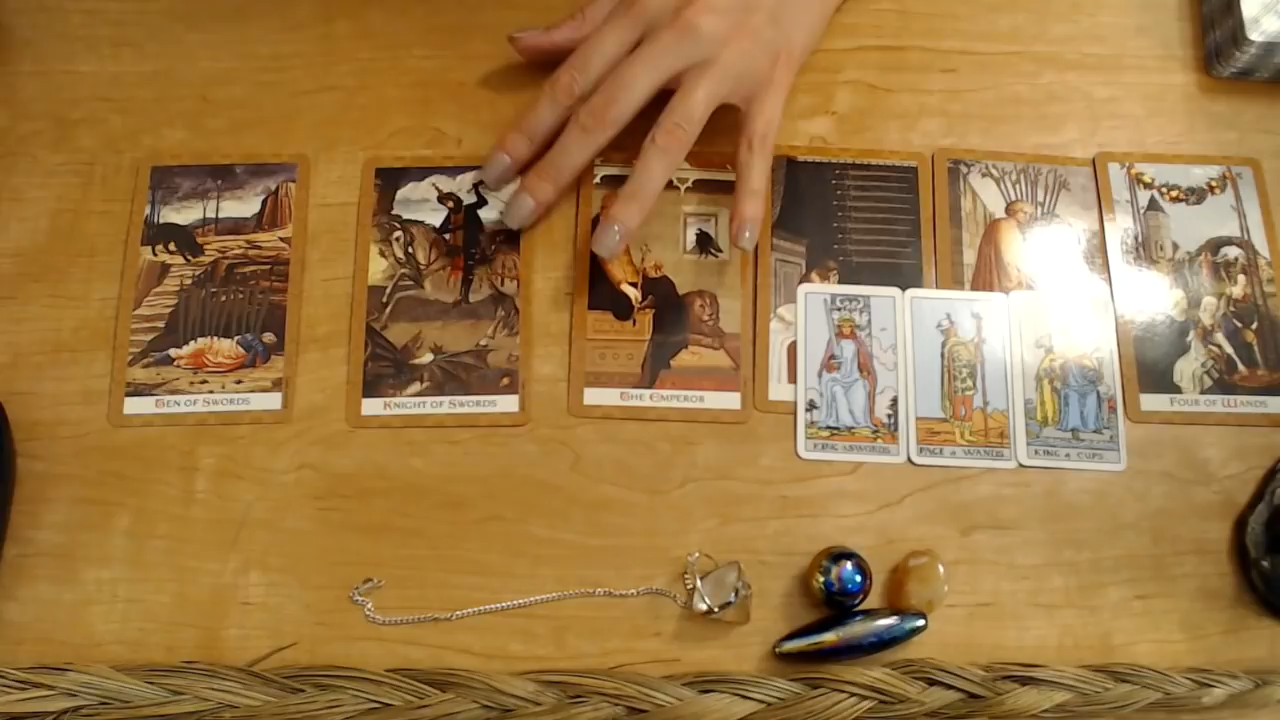 TEN OF SWORDS
KNIGHT OF SWORDS
THE EMPEROR
FOUR OF WANDS
KING of SWORDS.
PAGE of WANDS.
KING of CUPS.